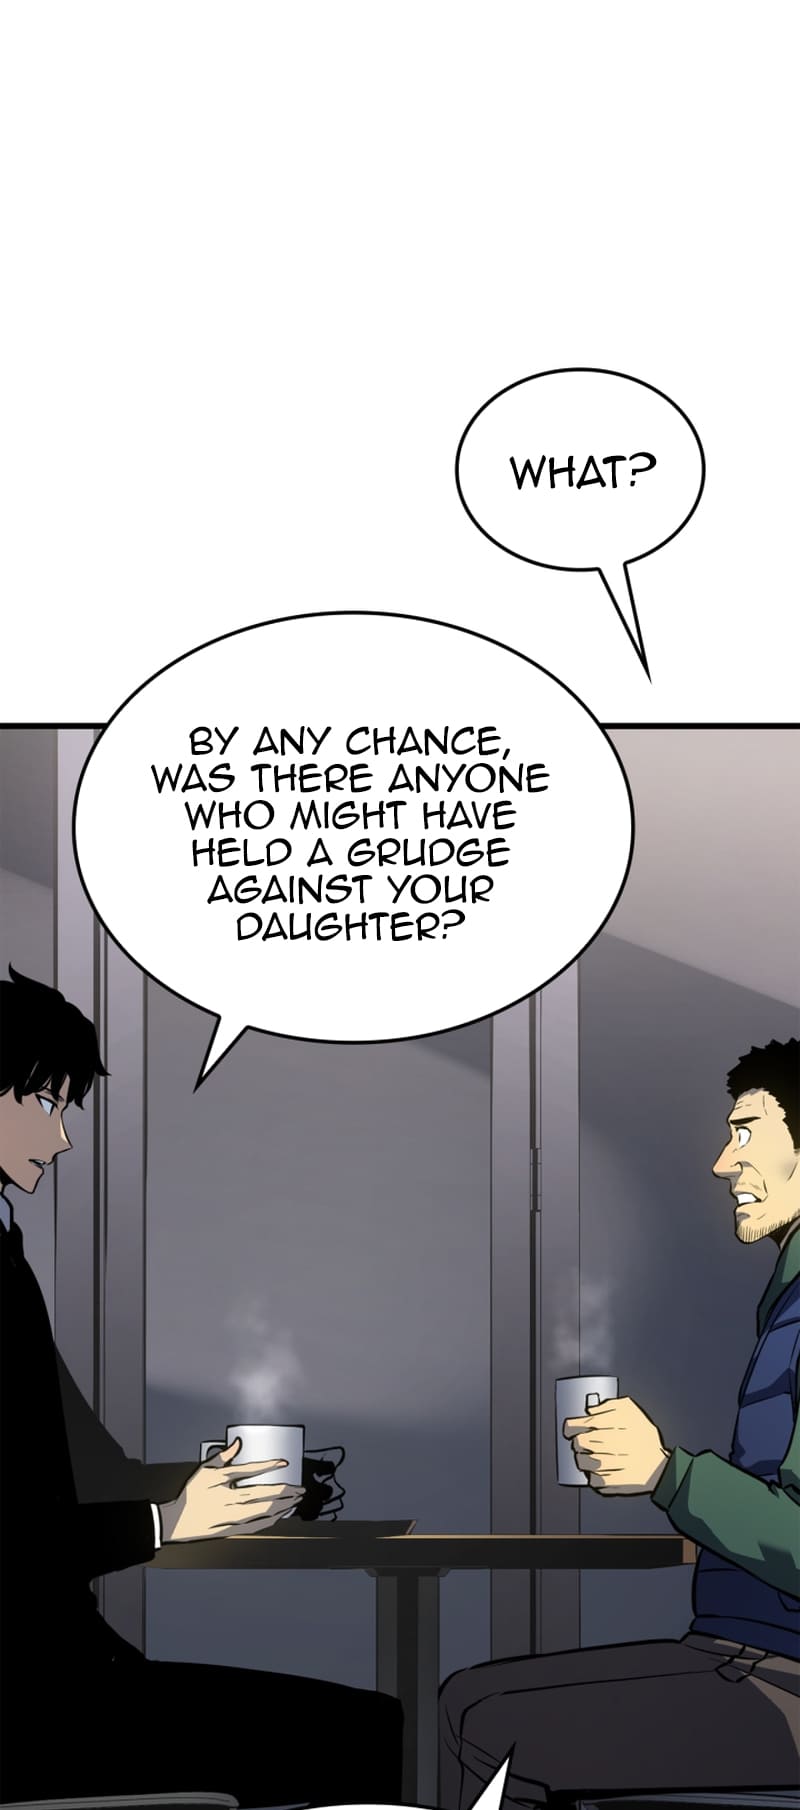 WHAT?
BY ANY CHANCE,
WAS THERE ANYONE
WHO MIGHT HAVE
HELD A GRUDGE
AGAINST YOUR
DAUGHTER?